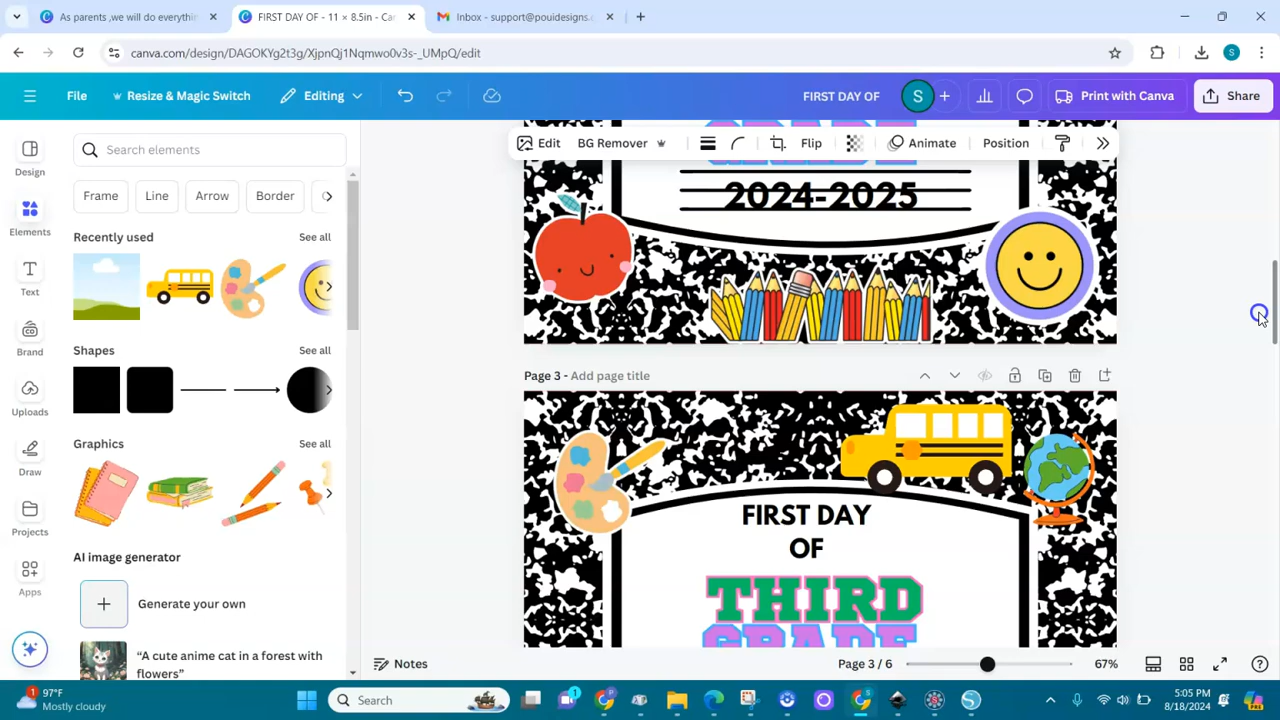 As parents ,we will do everythin
FIRST DAY OF - 11 × 8.5in - Ca
Inbox - support@pouidesigns.c
canva.com/design/DAGOKYg2t3g/XjpnQj1Nqmwo0v3s-_UMpQ/edit
S
File
Resize & Magic Switch
Editing
FIRST DAY OF
S
Print with Canva
Share
Design
Elements
Text
Brand
Uploads
Draw
Projects
Apps
Search elements
Frame
Line
Arrow
Border
Recently used
See all
Shapes
See all
Graphics
See all
AI image generator
Generate your own
“A cute anime cat in a forest with
flowers”
Edit
BG Remover
Flip
Animate
Position
GRADE
2024-2025
Page 3 - Add page title
FIRST DAY
OF
THIRD
GRADE
Notes
Page 3 / 6
67%
1
97°F
Mostly cloudy
Search
1
5:05 PM
8/18/2024